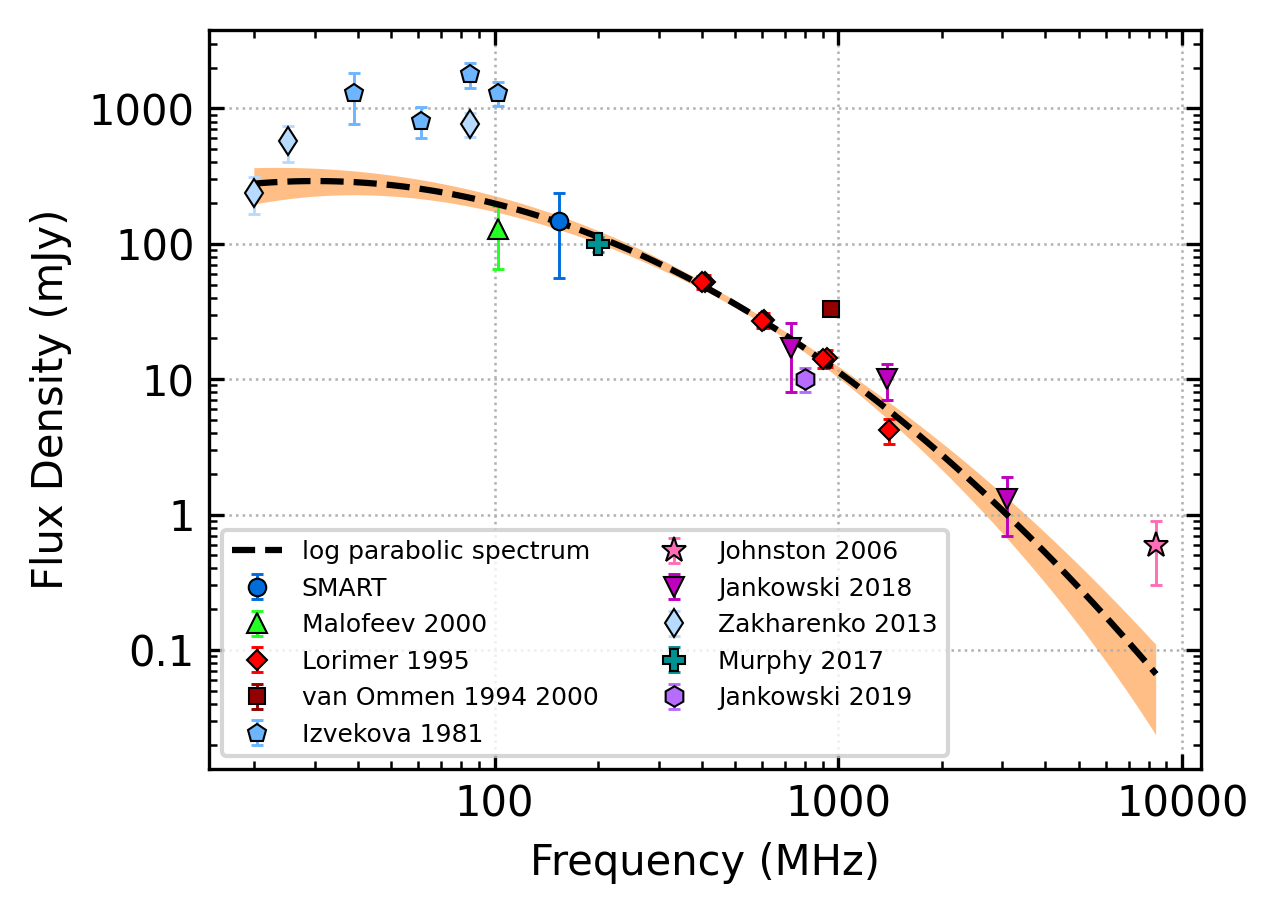 1000
100
10
1
0.1
Flux Density (mJy)
log parabolic spectrum
SMART
Malofeev 2000
Lorimer 1995
van Ommen 1994 2000
Izvekova 1981
Johnston 2006
Jankowski 2018
Zakharenko 2013
Murphy 2017
Jankowski 2019
100 1000 10000
Frequency (MHz)